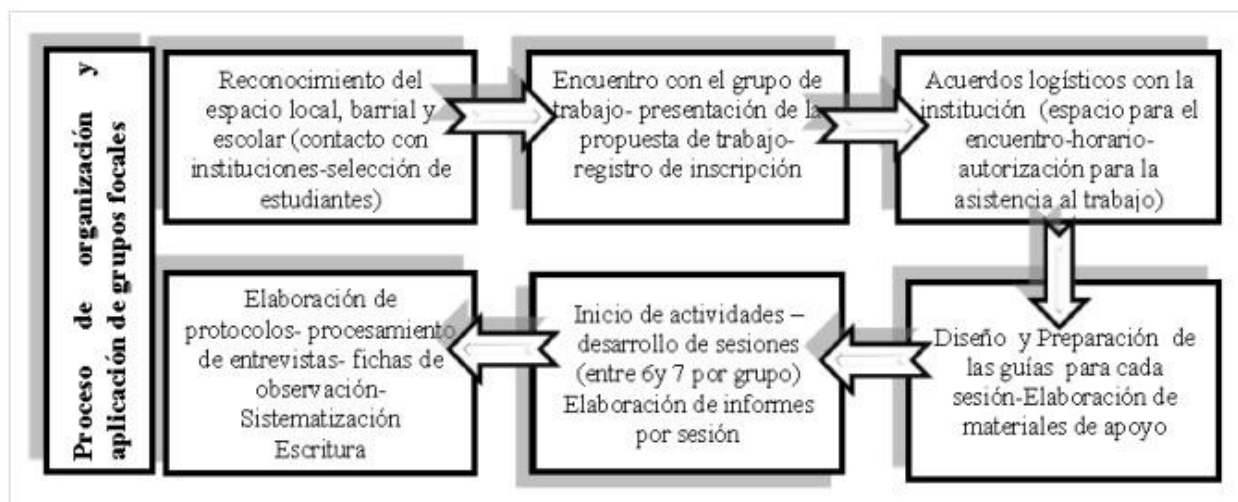 Proceso de organización y
aplicación de grupos focales
Reconocimiento del
espacio local, barrial y
escolar (contacto con
instituciones-selección de
estudiantes)
Encuentro con el grupo de
trabajo- presentación de la
propuesta de trabajo-
registro de inscripción
Acuerdos logísticos con la
institución (espacio para el
encuentro-horario-
autorización para la
asistencia al trabajo)
Diseño y Preparación de
las guías para cada
sesión-Elaboración de
materiales de apoyo
Inicio de actividades –
desarrollo de sesiones
(entre 6y 7 por grupo)
Elaboración de informes
por sesión
Elaboración de
protocolos- procesamiento
de entrevistas- fichas de
observación-
Sistematización
Escritura